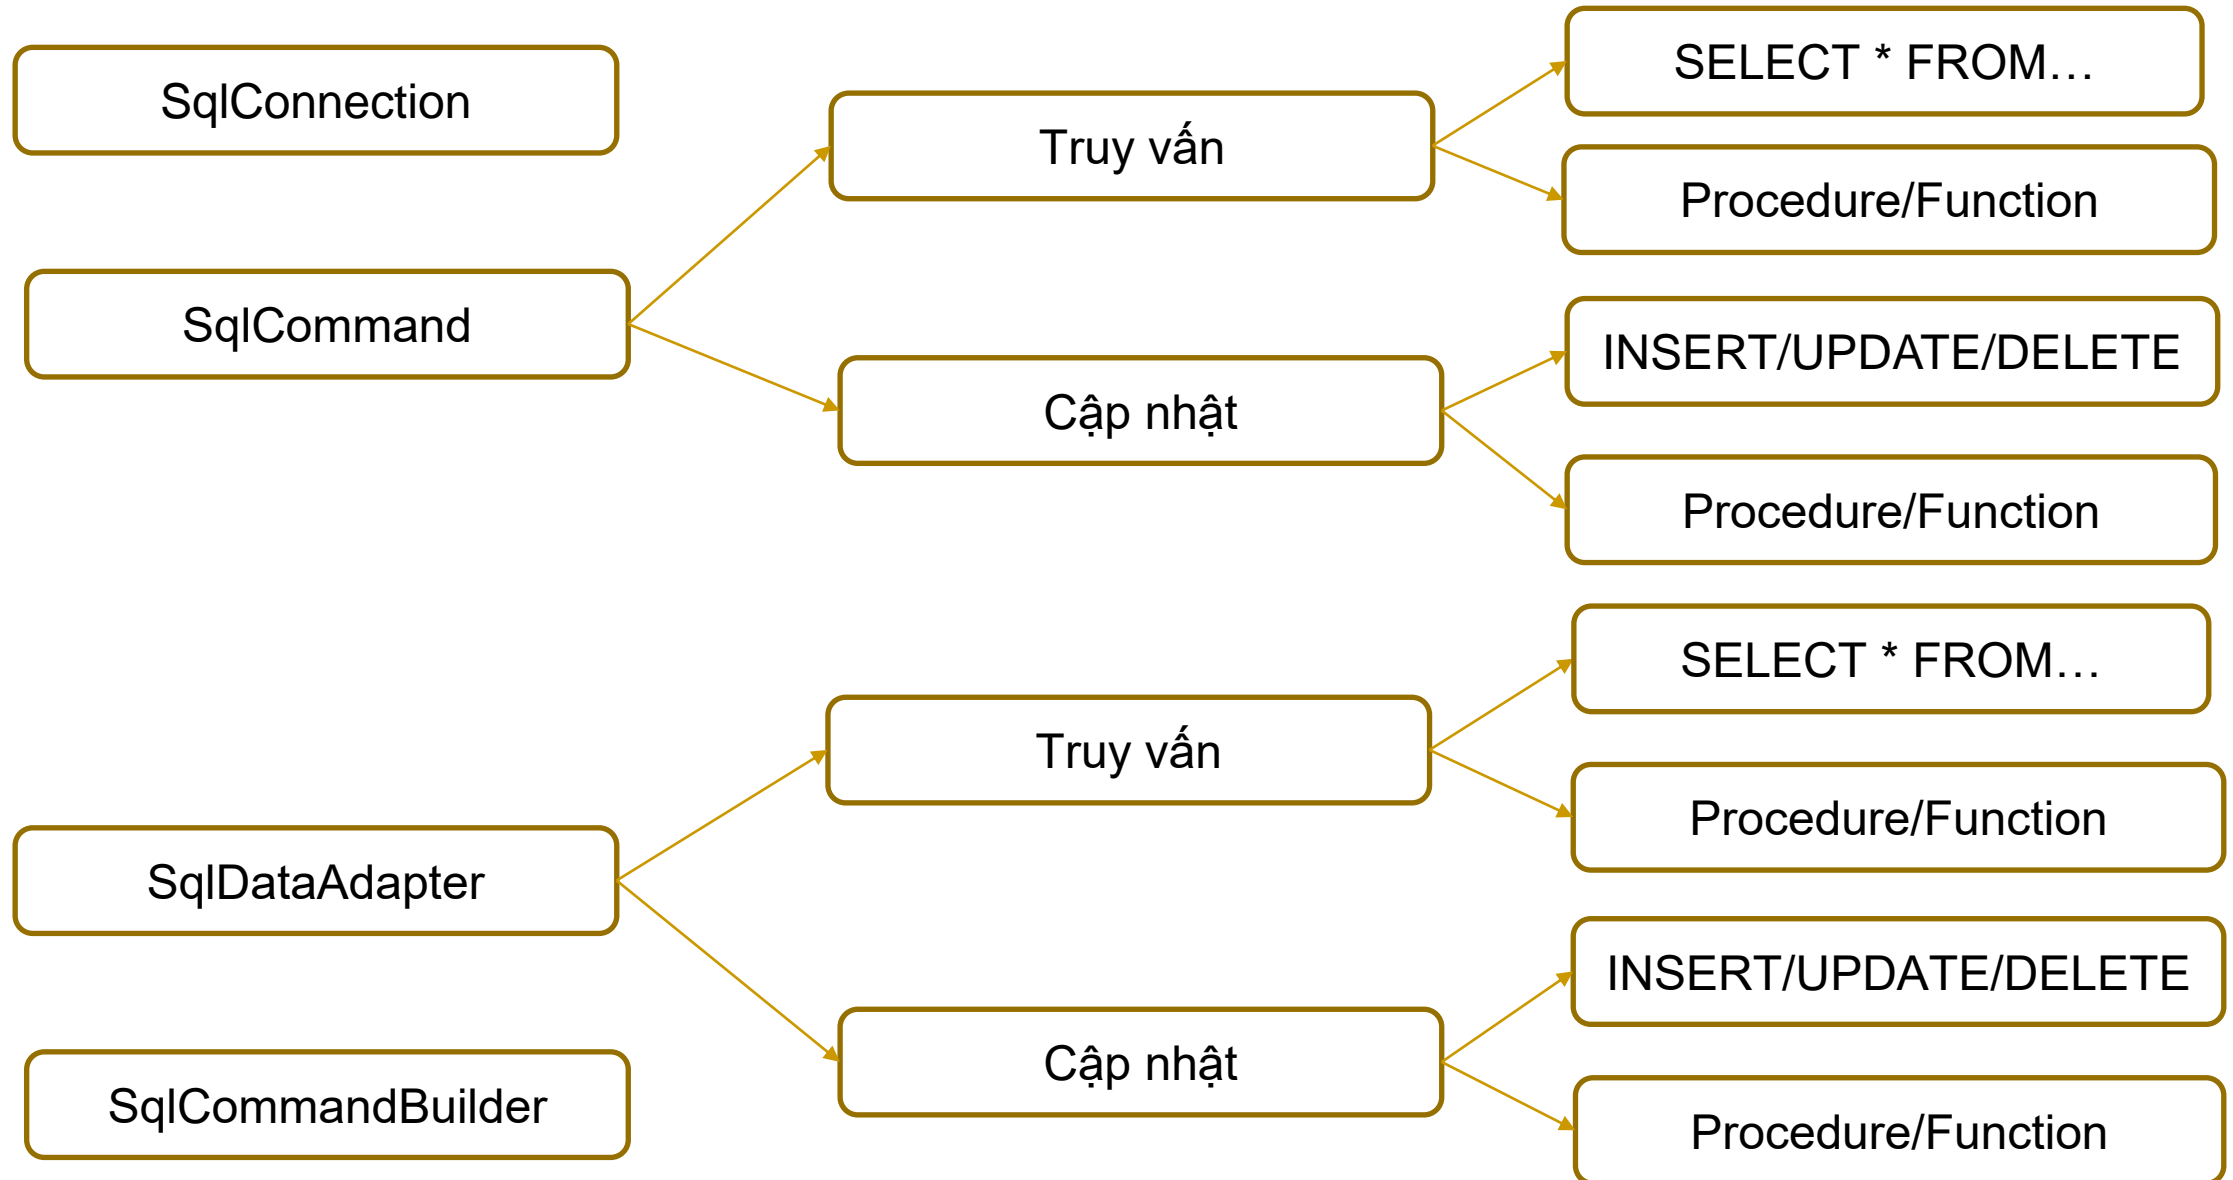 SqlConnection
SqlCommand
Truy vấn
SELECT * FROM…
Procedure/Function
Cập nhật
INSERT/UPDATE/DELETE
Procedure/Function
SqlDataAdapter
Truy vấn
SELECT * FROM…
Procedure/Function
Cập nhật
INSERT/UPDATE/DELETE
Procedure/Function
SqlCommandBuilder